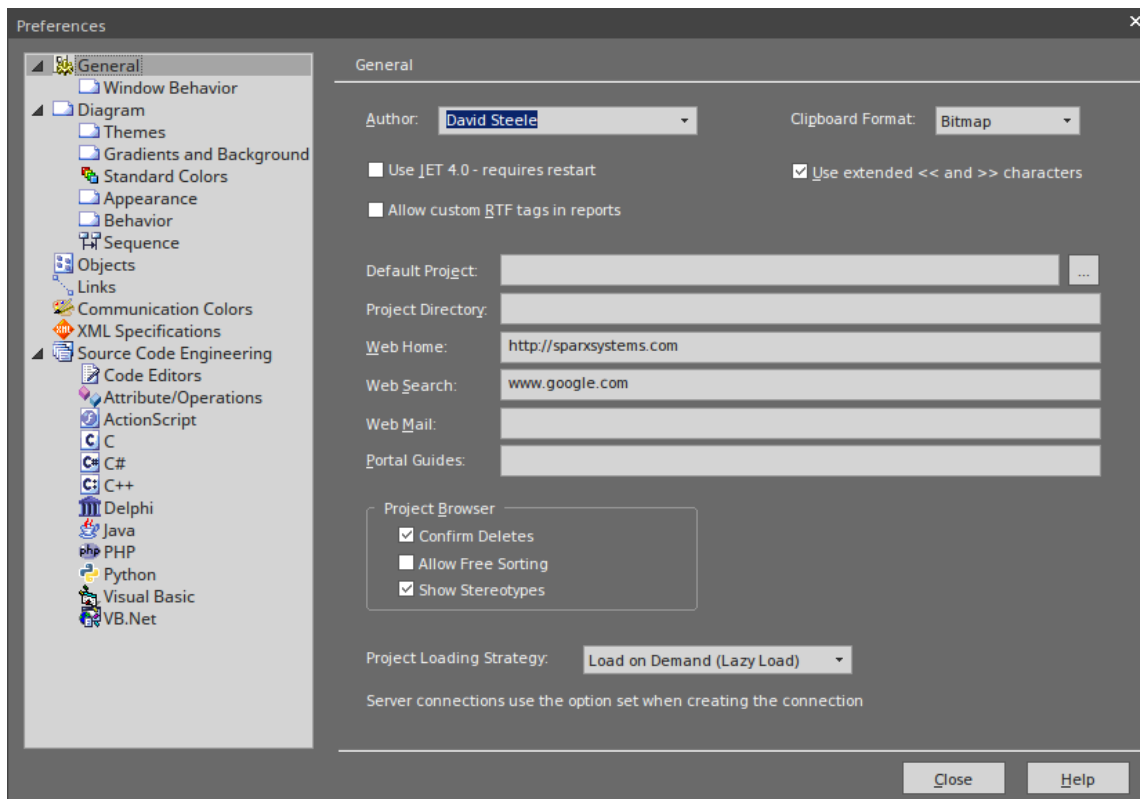 Preferences
General
Window Behavior
Diagram
Themes
Gradients and Background
Standard Colors
Appearance
Behavior
Sequence
Objects
Links
Communication Colors
XML Specifications
Source Code Engineering
Code Editors
Attribute/Operations
ActionScript
C
C#
C++
Delphi
Java
php PHP
Python
Visual Basic
VB.Net
General
Author: David Steele Clipboard Format: Bitmap
Use JET 4.0 - requires restart Use extended << and >> characters
Allow custom RTF tags in reports
Default Project: ...
Project Directory:
Web Home: http://sparxsystems.com
Web Search: www.google.com
Web Mail:
Portal Guides:
Project Browser
Confirm Deletes
Allow Free Sorting
Show Stereotypes
Project Loading Strategy: Load on Demand (Lazy Load)
Server connections use the option set when creating the connection
Close Help